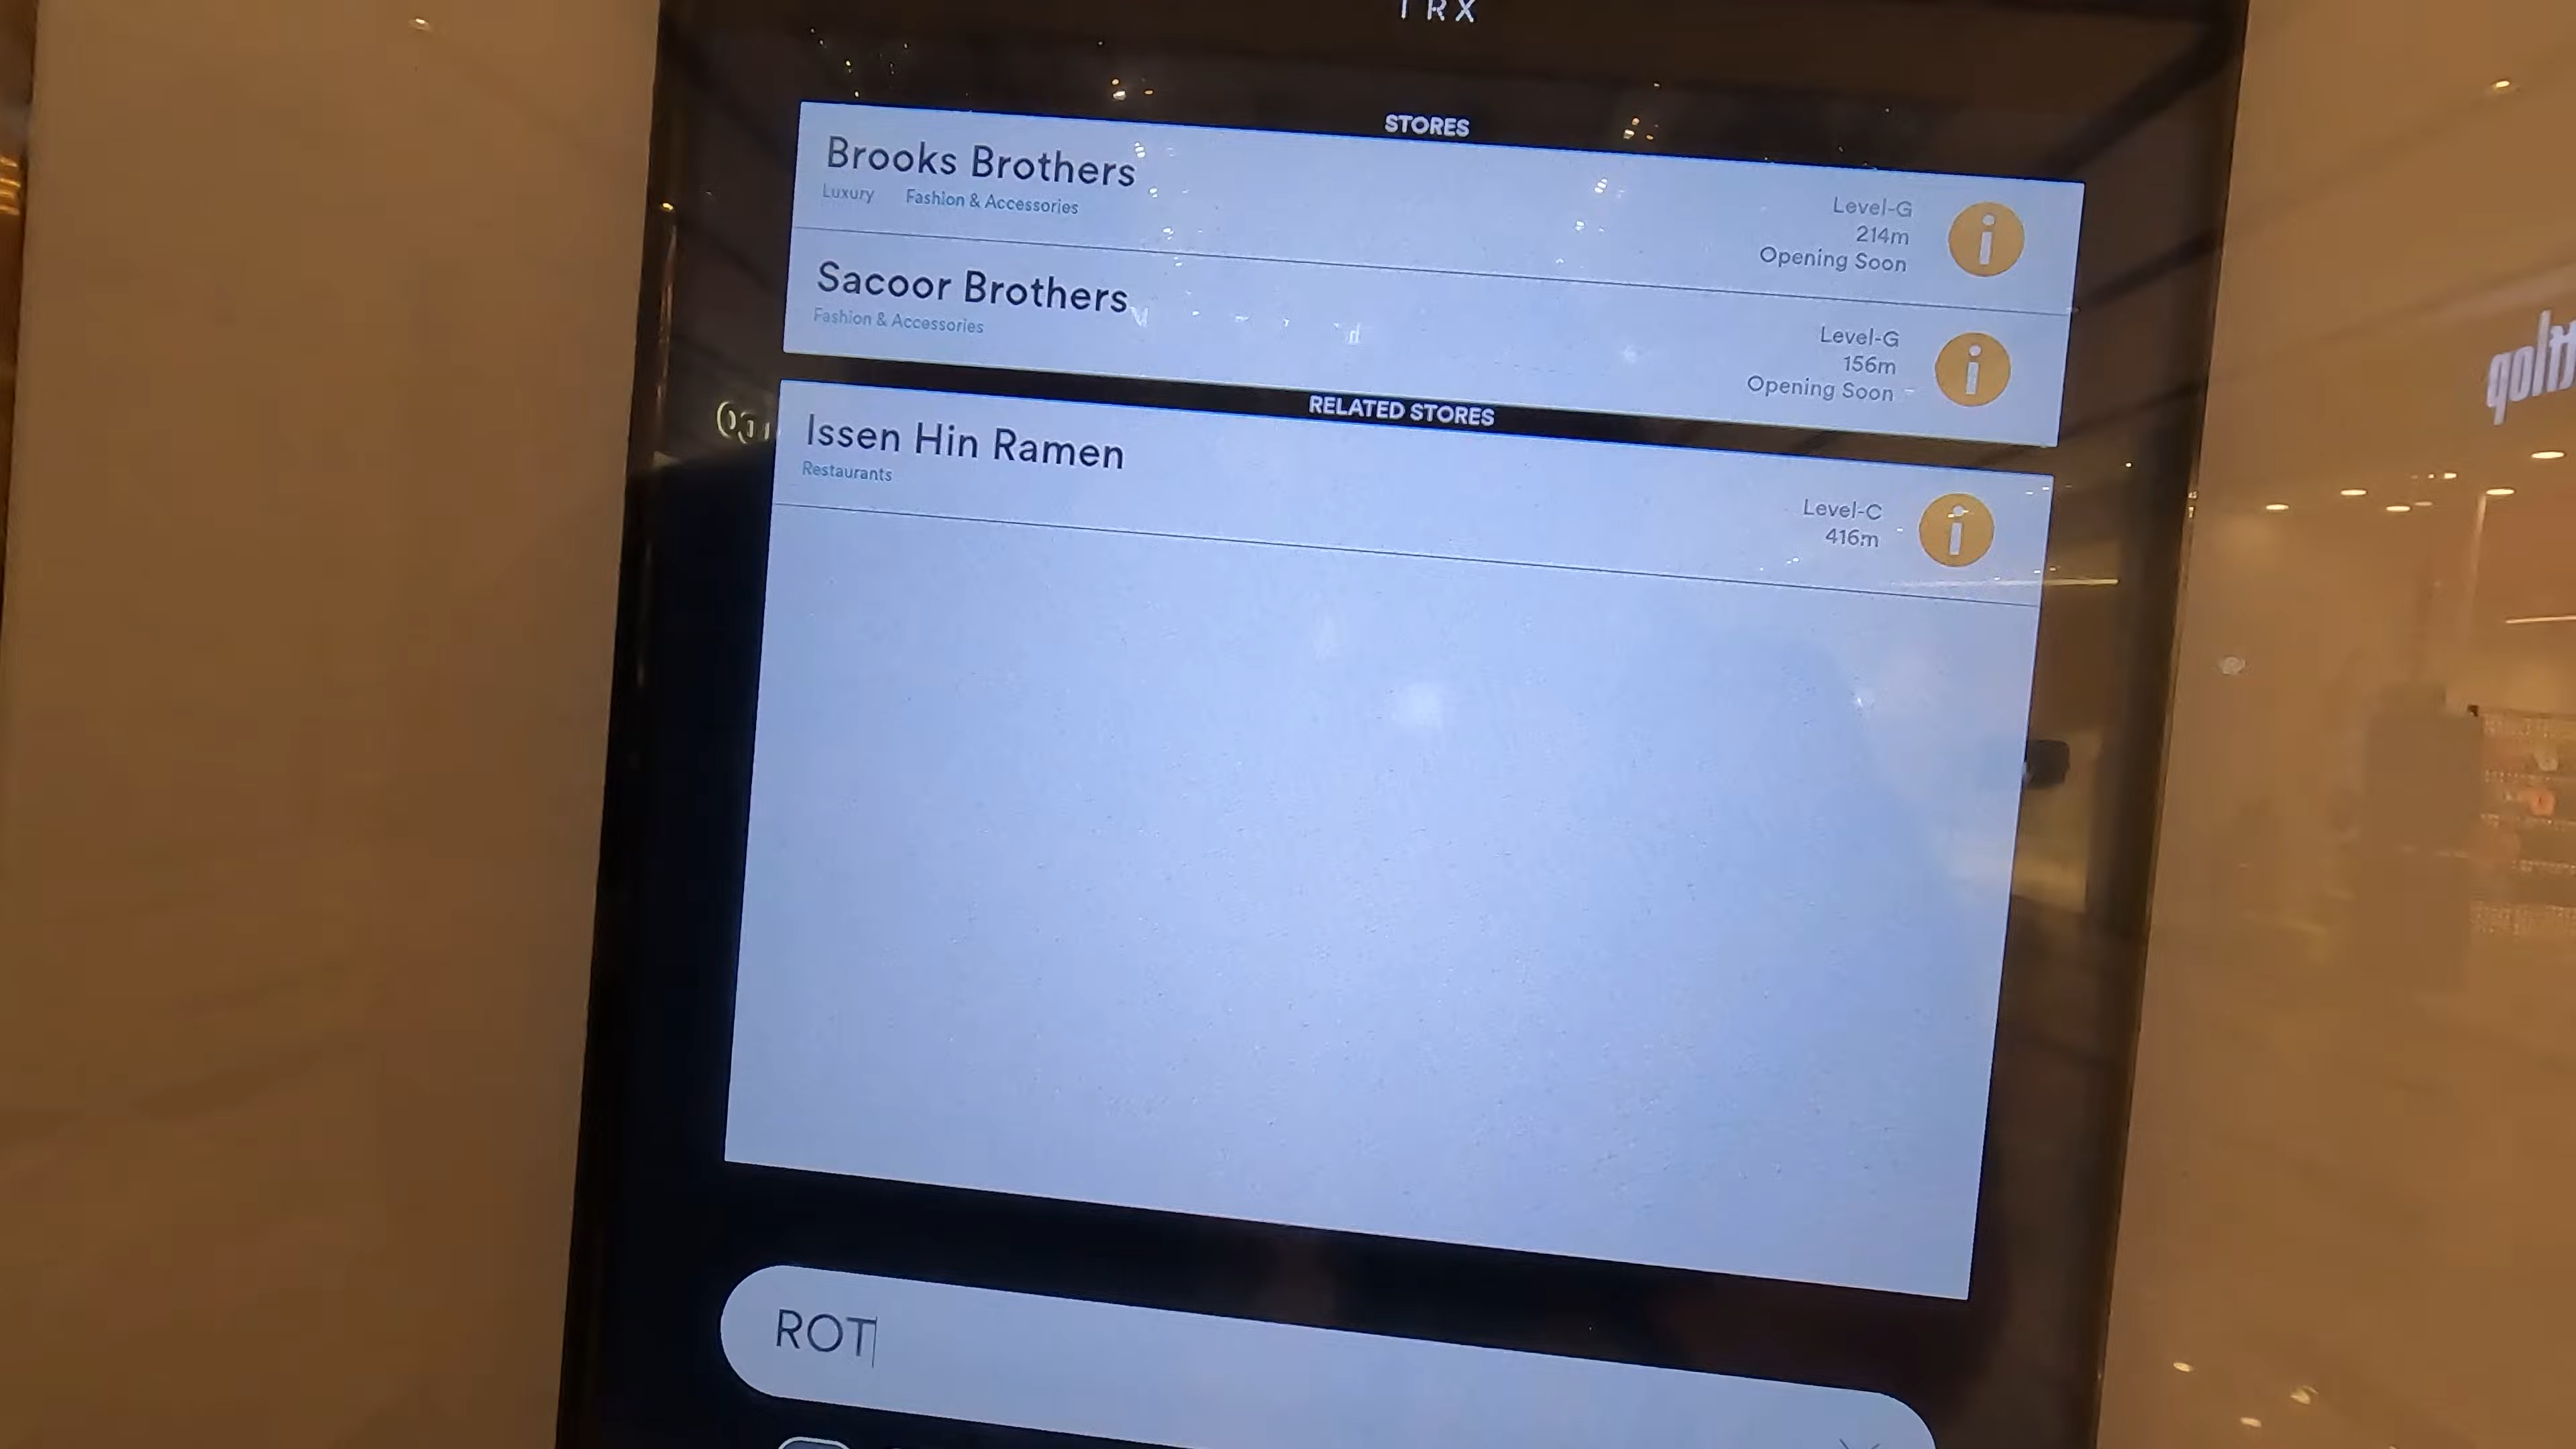 TRX
STORES
Brooks Brothers
Luxury Fashion & Accessories
Level-G
214m
Opening Soon
Sacoor Brothers
Fashion & Accessories
Level-G
156m
Opening Soon
RELATED STORES
Issen Hin Ramen
Restaurants
Level-C
416m
ROT